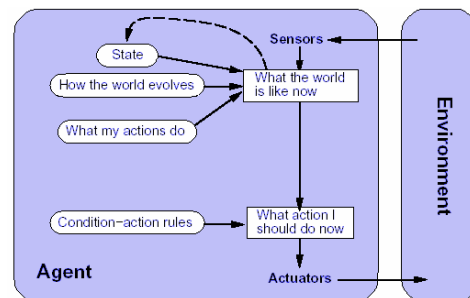 Sensors
State
How the world evolves
What the world
is like now
What my actions do
Condition−action rules
What action I
should do now
Agent
Actuators
Environment